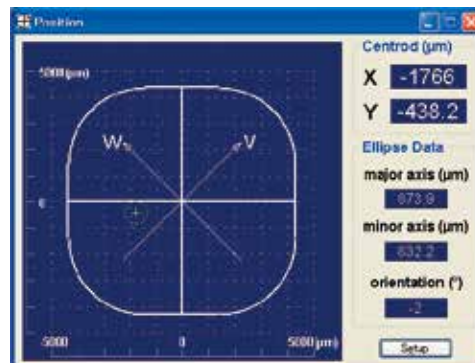 Position
Centrod (µm)
X -1766
Y -438.2
Ellipse Data
major axis (µm)
673.9
minor axis (µm)
632.2
orientation (°)
-2
Setup
5000 (µm)
W
V
0
5000
0
5000 (µm)